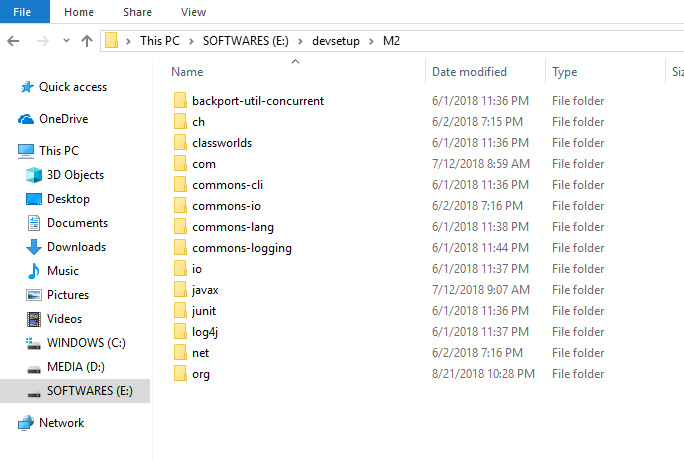 File Home Share View
This PC SOFTWARES (E:) devsetup M2
Name Date modified Type Siz
Quick access
OneDrive
This PC
3D Objects
Desktop
Documents
Downloads
Music
Pictures
Videos
WINDOWS (C:)
MEDIA (D:)
SOFTWARES (E:)
Network
backport-util-concurrent 6/1/2018 11:36 PM File folder
ch 6/2/2018 7:15 PM File folder
classworlds 6/1/2018 11:36 PM File folder
com 7/12/2018 8:59 AM File folder
commons-cli 6/1/2018 11:36 PM File folder
commons-io 6/2/2018 7:16 PM File folder
commons-lang 6/1/2018 11:38 PM File folder
commons-logging 6/1/2018 11:44 PM File folder
io 6/1/2018 11:37 PM File folder
javax 7/12/2018 9:07 AM File folder
junit 6/1/2018 11:36 PM File folder
log4j 6/1/2018 11:37 PM File folder
net 6/2/2018 7:16 PM File folder
org 8/21/2018 10:28 PM File folder